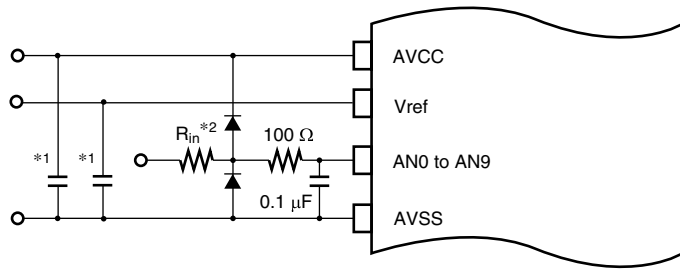 AVCC
Vref
*1
*1
Rin*2
100 Ω
AN0 to AN9
0.1 μF
AVSS